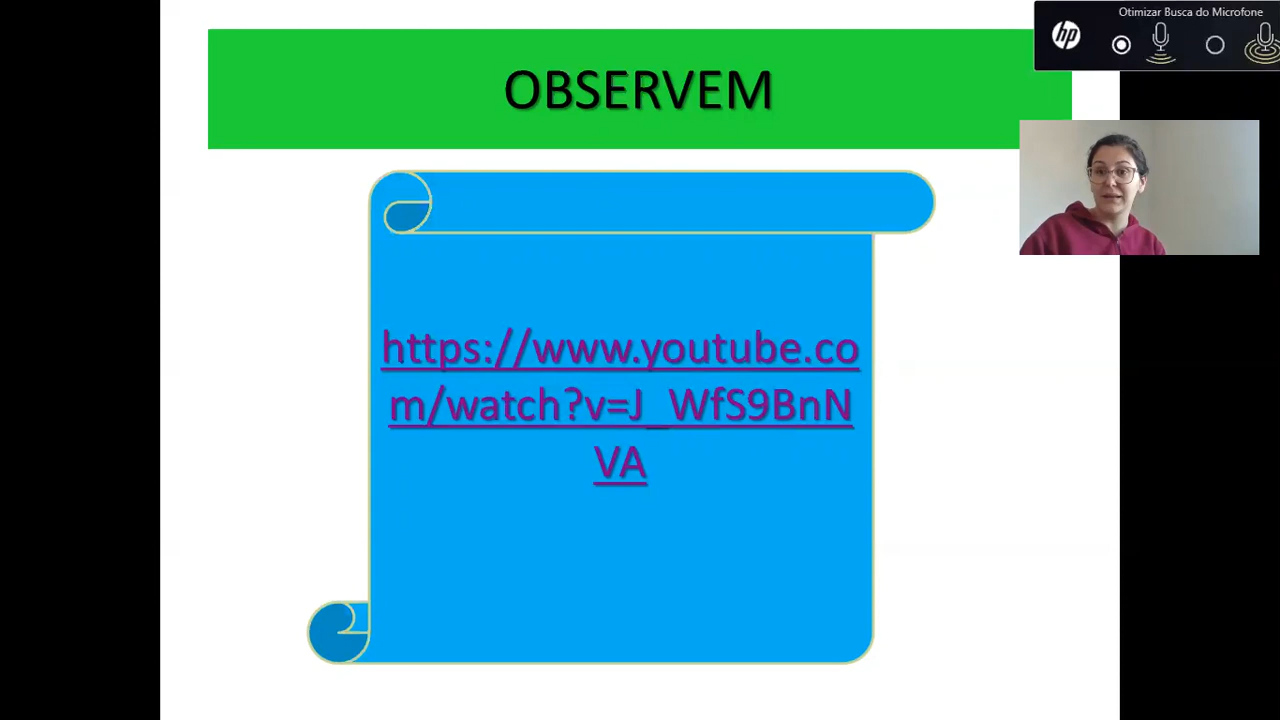 Otimizar Busca do Microfone
hp
OBSERVEM
https://www.youtube.co
m/watch?v=J_WfS9BnN
VA